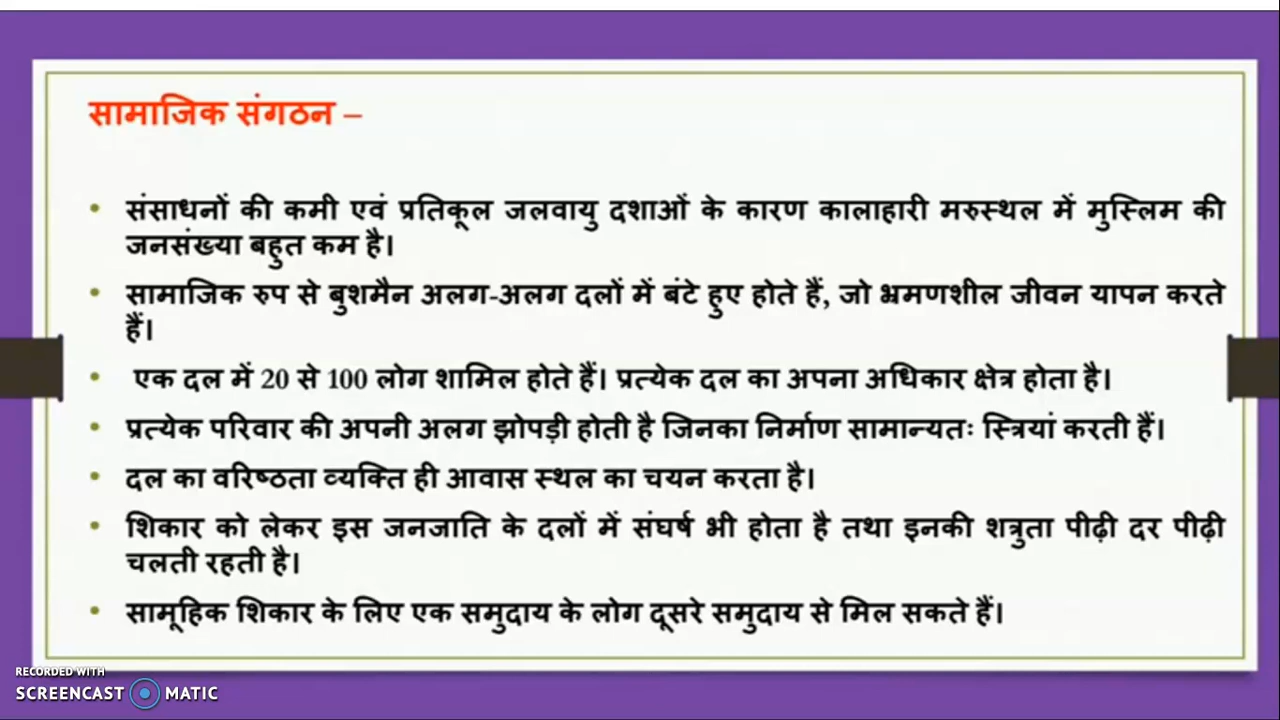 सामाजिक संगठन –
• संसाधनों की कमी एवं प्रतिकूल जलवायु दशाओं के कारण कालाहारी मरुस्थल में मुस्लिम की
जनसंख्या बहुत कम है।
• सामाजिक रुप से बुशमैन अलग-अलग दलों में बंटे हुए होते हैं, जो भ्रमणशील जीवन यापन करते
हैं।
• एक दल में 20 से 100 लोग शामिल होते हैं। प्रत्येक दल का अपना अधिकार क्षेत्र होता है।
• प्रत्येक परिवार की अपनी अलग झोपड़ी होती है जिनका निर्माण सामान्यतः स्त्रियां करती हैं।
• दल का वरिष्ठता व्यक्ति ही आवास स्थल का चयन करता है।
• शिकार को लेकर इस जनजाति के दलों में संघर्ष भी होता है तथा इनकी शत्रुता पीढ़ी दर पीढ़ी
चलती रहती है।
• सामूहिक शिकार के लिए एक समुदाय के लोग दूसरे समुदाय से मिल सकते हैं।
RECORDED WITH
SCREENCAST MATIC